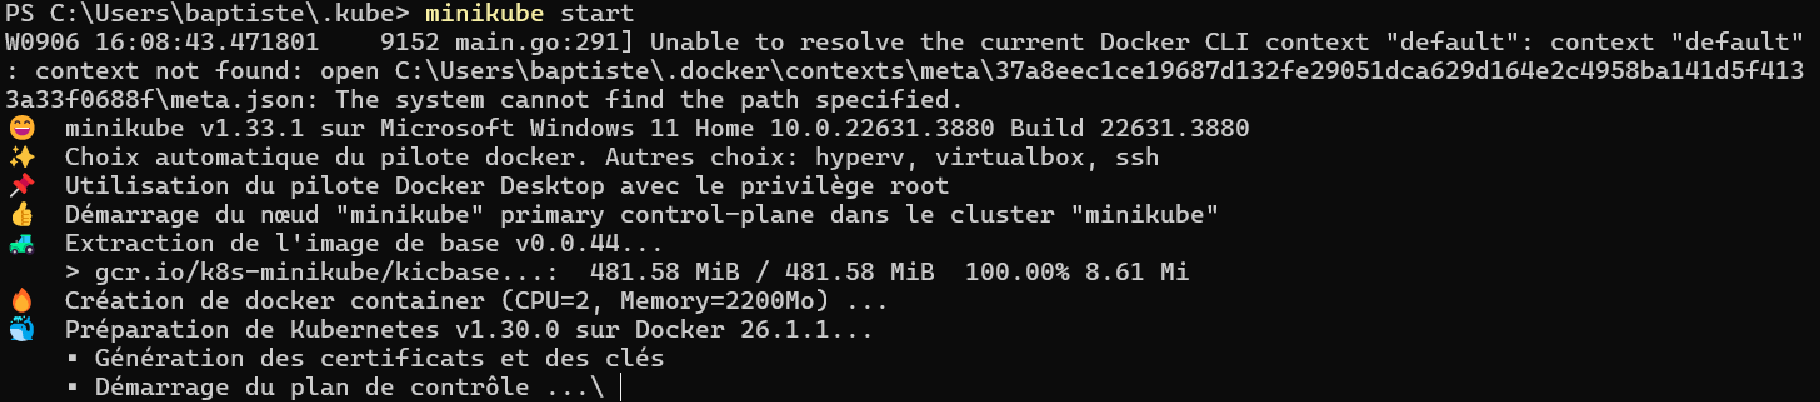 PS C:\Users\baptiste\.kube> minikube start
W0906 16:08:43.471801    9152 main.go:291] Unable to resolve the current Docker CLI context "default": context "default"
: context not found: open C:\Users\baptiste\.docker\contexts\meta\37a8eec1ce19687d132fe29051dca629d164e2c4958ba141d5f413
3a33f0688f\meta.json: The system cannot find the path specified.
😄  minikube v1.33.1 sur Microsoft Windows 11 Home 10.0.22631.3880 Build 22631.3880
✨  Choix automatique du pilote docker. Autres choix: hyperv, virtualbox, ssh
📌  Utilisation du pilote Docker Desktop avec le privilège root
👍  Démarrage du nœud "minikube" primary control-plane dans le cluster "minikube"
🚜  Extraction de l'image de base v0.0.44...
    > gcr.io/k8s-minikube/kicbase...:  481.58 MiB / 481.58 MiB  100.00% 8.61 Mi
🔥  Création de docker container (CPU=2, Memory=2200Mo) ...
🐳  Préparation de Kubernetes v1.30.0 sur Docker 26.1.1...
    ▪ Génération des certificats et des clés
    ▪ Démarrage du plan de contrôle ...\